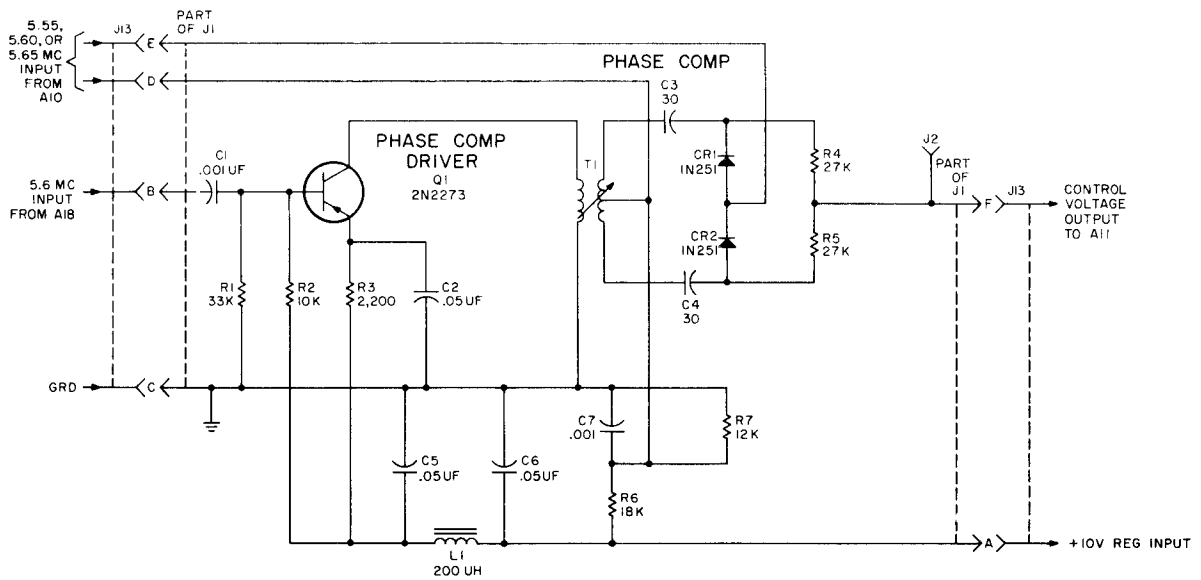 5.55,
5.60, OR
5.65 MC
INPUT
FROM
A10
J13
PART
OF J1
E
D
PHASE COMP
C3
30
PHASE COMP
DRIVER
Q1
2N2273
C1
.001UF
T1
CR1
1N251
R4
27K
J2
PART
OF
J1
J13
5.6 MC
INPUT
FROM A18
B
F
CONTROL
VOLTAGE
OUTPUT
TO A11
CR2
1N251
R5
27K
R1
33K
R2
10K
R3
2,200
C2
.05UF
C4
30
GRD
C
C7
.001
R7
12K
C5
.05UF
C6
.05UF
R6
18K
L1
200 UH
A
+10V REG INPUT